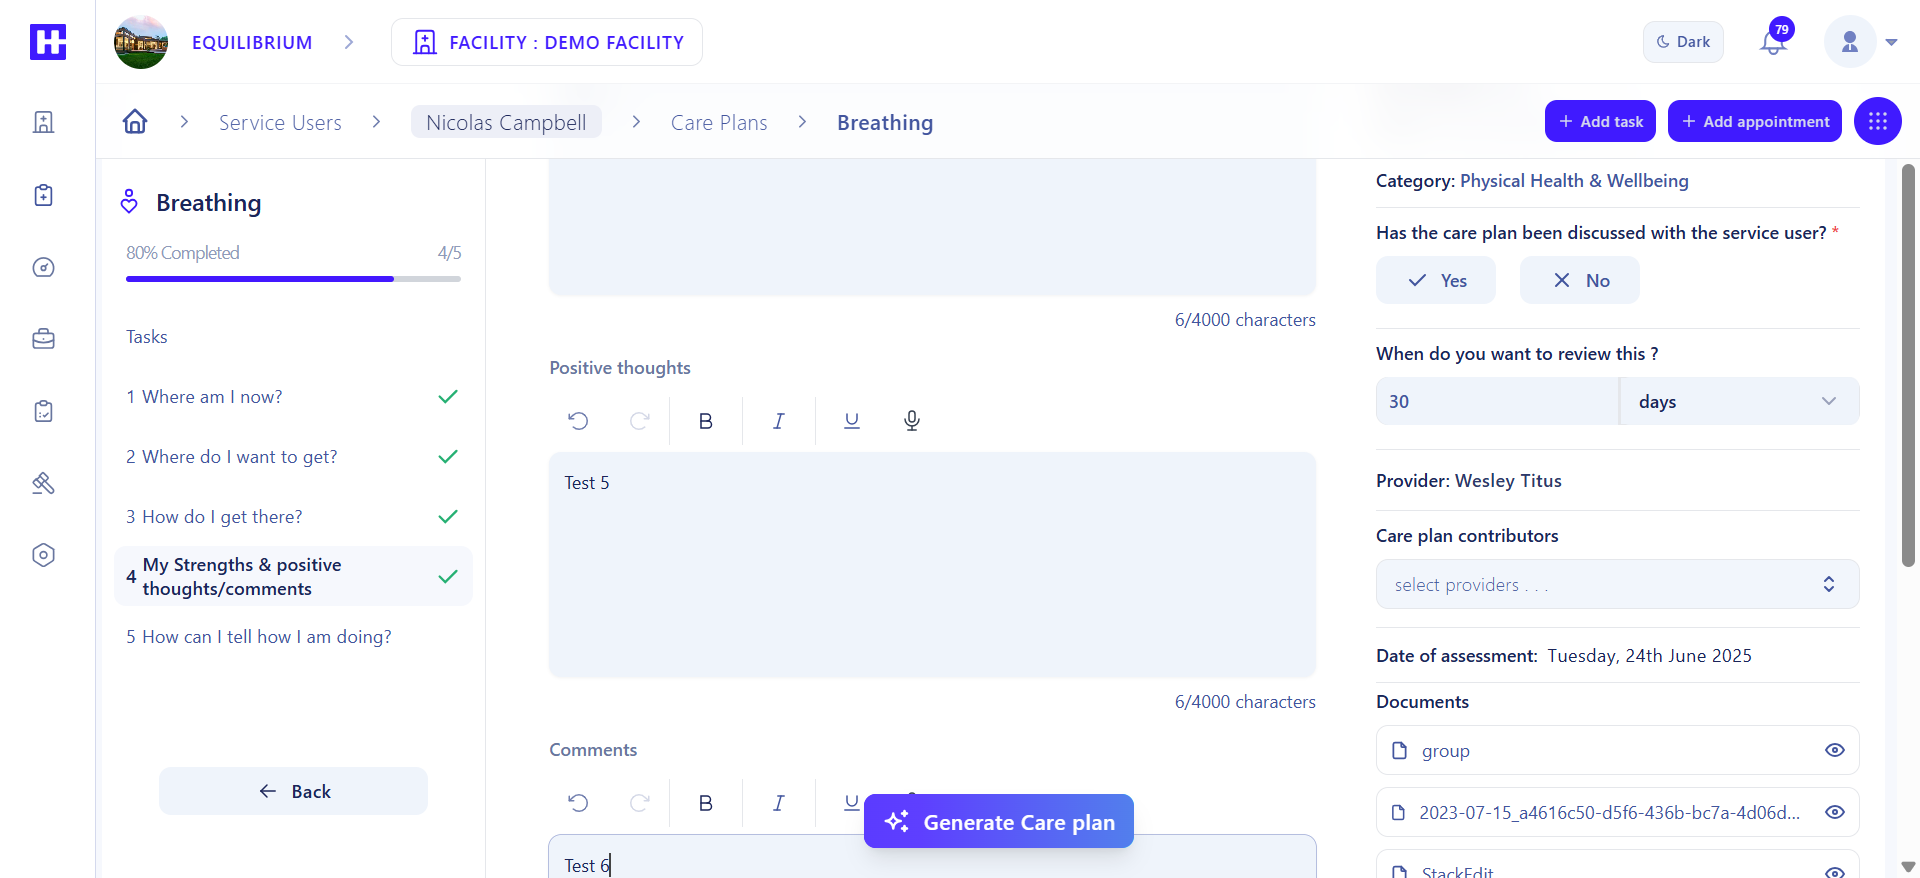 EQUILIBRIUM
FACILITY : DEMO FACILITY
Dark
79
Service Users
Nicolas Campbell
Care Plans
Breathing
+ Add task
+ Add appointment
Breathing
80% Completed
4/5
Tasks
1 Where am I now?
2 Where do I want to get?
3 How do I get there?
4 My Strengths & positive
thoughts/comments
5 How can I tell how I am doing?
Back
6/4000 characters
Positive thoughts
B I U
Test 5
6/4000 characters
Comments
B I U
Generate Care plan
Test 6
Category: Physical Health & Wellbeing
Has the care plan been discussed with the service user? *
Yes
No
When do you want to review this ?
30
days
Provider: Wesley Titus
Care plan contributors
select providers . . .
Date of assessment: Tuesday, 24th June 2025
Documents
group
2023-07-15_a4616c50-d5f6-436b-bc7a-4d06d...
StackEdit